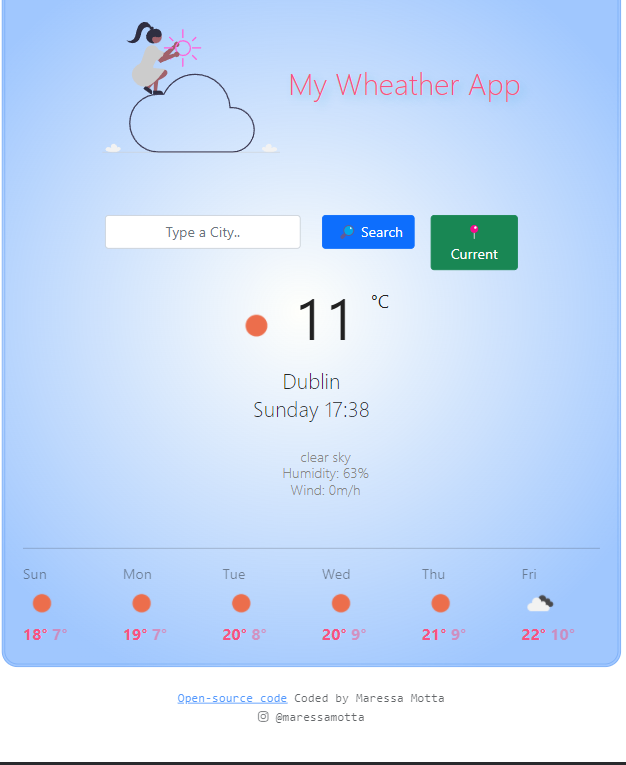 My Wheather App
Type a City..
Search
Current
11 °C
Dublin
Sunday 17:38
clear sky
Humidity: 63%
Wind: 0m/h
Sun Mon Tue Wed Thu Fri
18° 7° 19° 7° 20° 8° 20° 9° 21° 9° 22° 10°
Open-source code Coded by Maressa Motta
@maressamotta